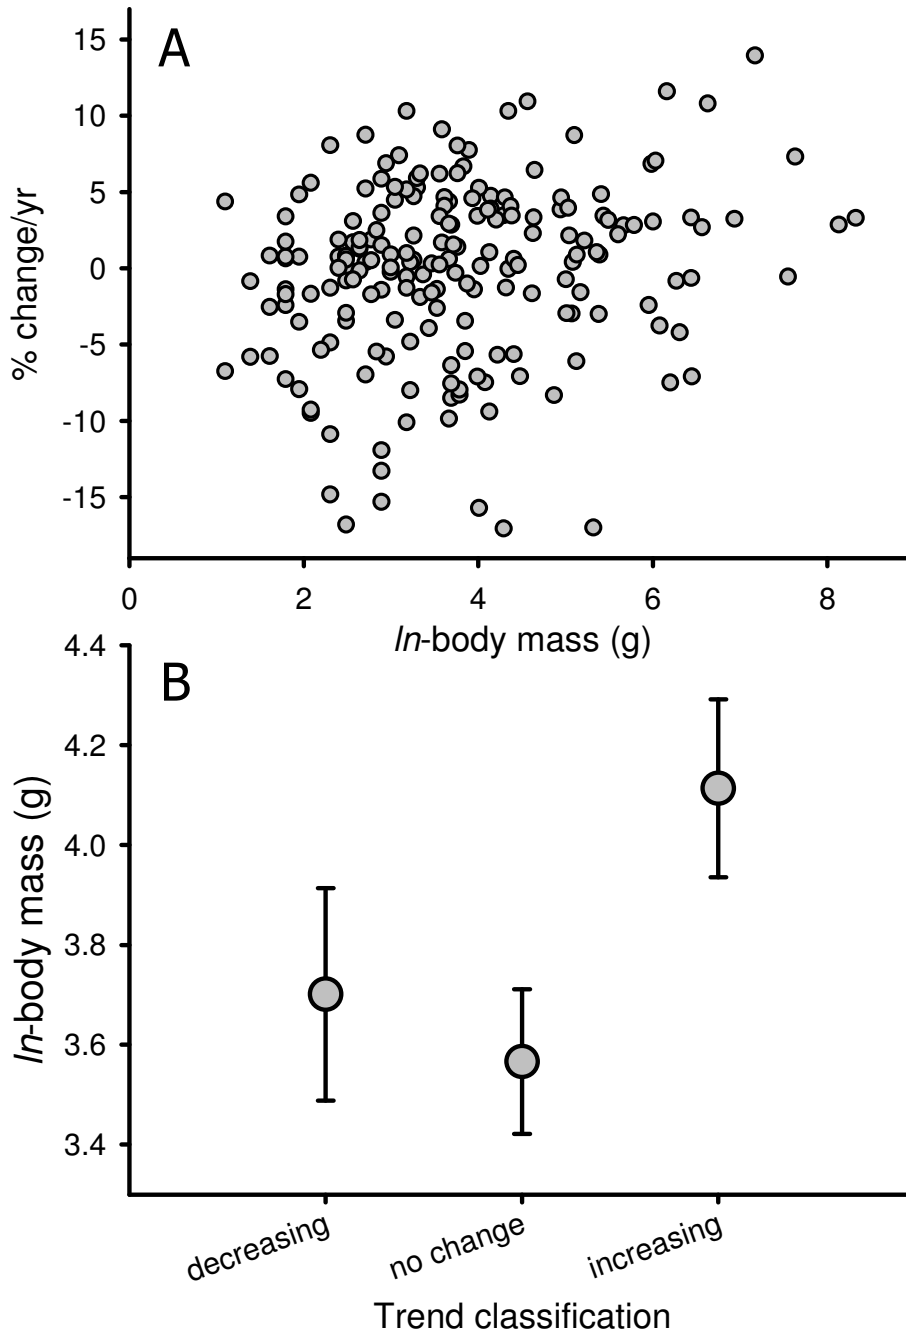 A
% change/yr
15
10
5
0
-5
-10
-15
0 2 4 6 8
ln-body mass (g)
B
ln-body mass (g)
4.4
4.2
4.0
3.8
3.6
3.4
decreasing no change increasing
Trend classification